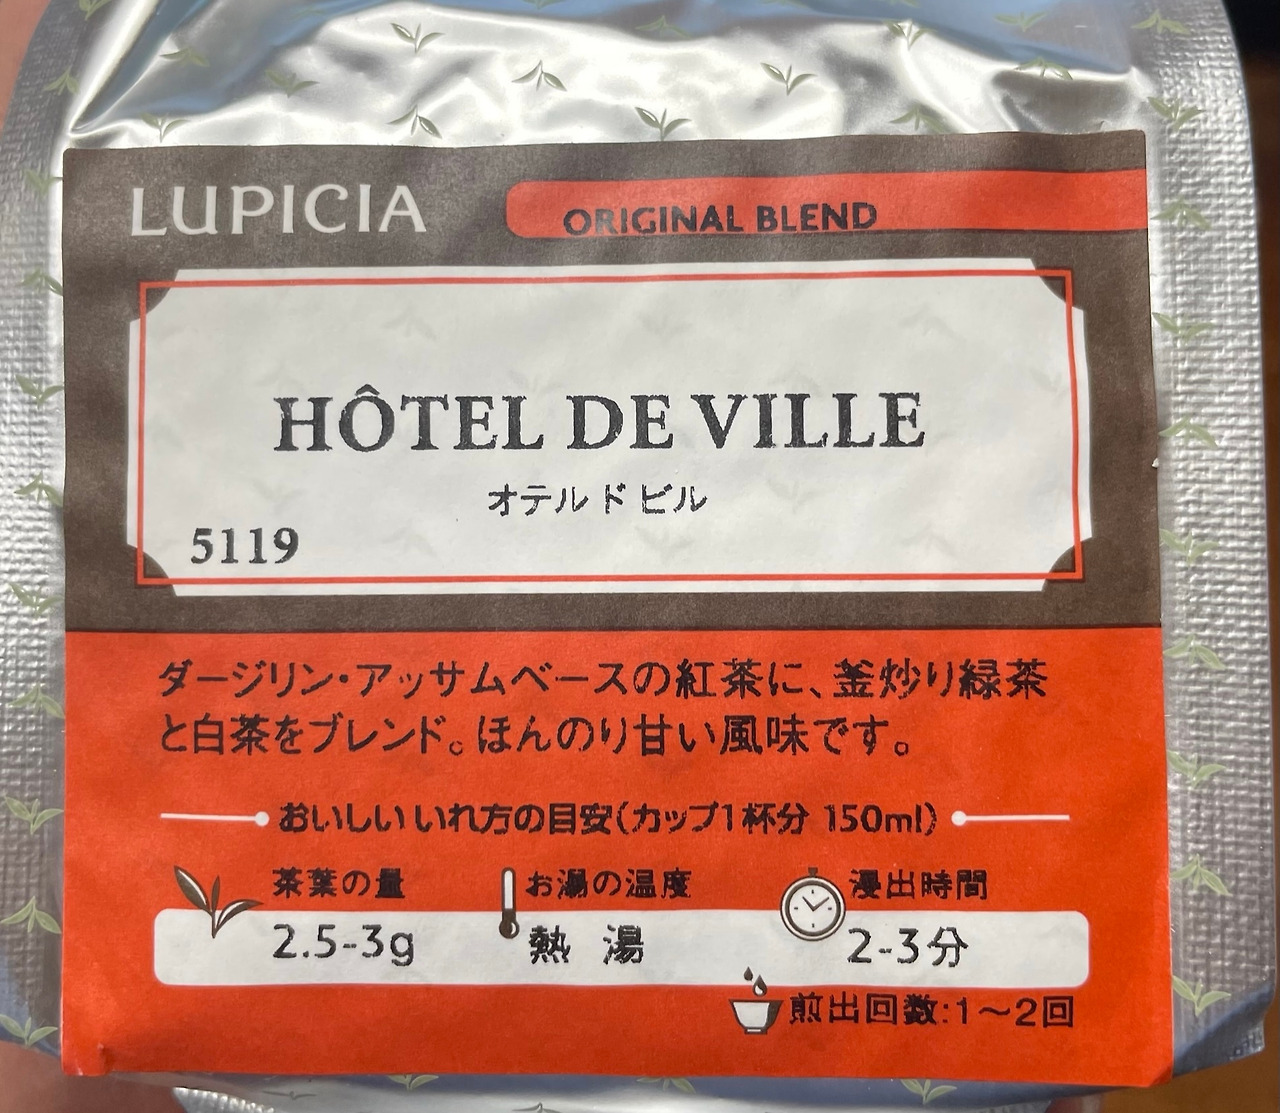 LUPICIA
ORIGINAL BLEND
HÔTEL DE VILLE
オテル ド ビル
5119
ダージリン・アッサムベースの紅茶に、釜炒り緑茶
と白茶をブレンド。ほんのり甘い風味です。
おいしいいれ方の目安(カップ1杯分 150ml)
茶葉の量 お湯の温度 浸出時間
2.5-3g 熱 湯 2-3分
煎出回数:1〜2回